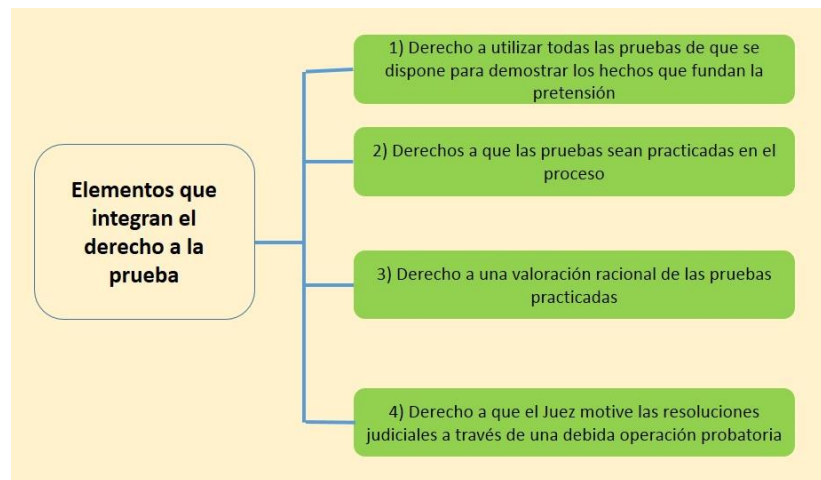 Elementos que
integran el
derecho a la
prueba
1) Derecho a utilizar todas las pruebas de que se
dispone para demostrar los hechos que fundan la
pretensión
2) Derechos a que las pruebas sean practicadas en el
proceso
3) Derecho a una valoración racional de las pruebas
practicadas
4) Derecho a que el Juez motive las resoluciones
judiciales a través de una debida operación probatoria